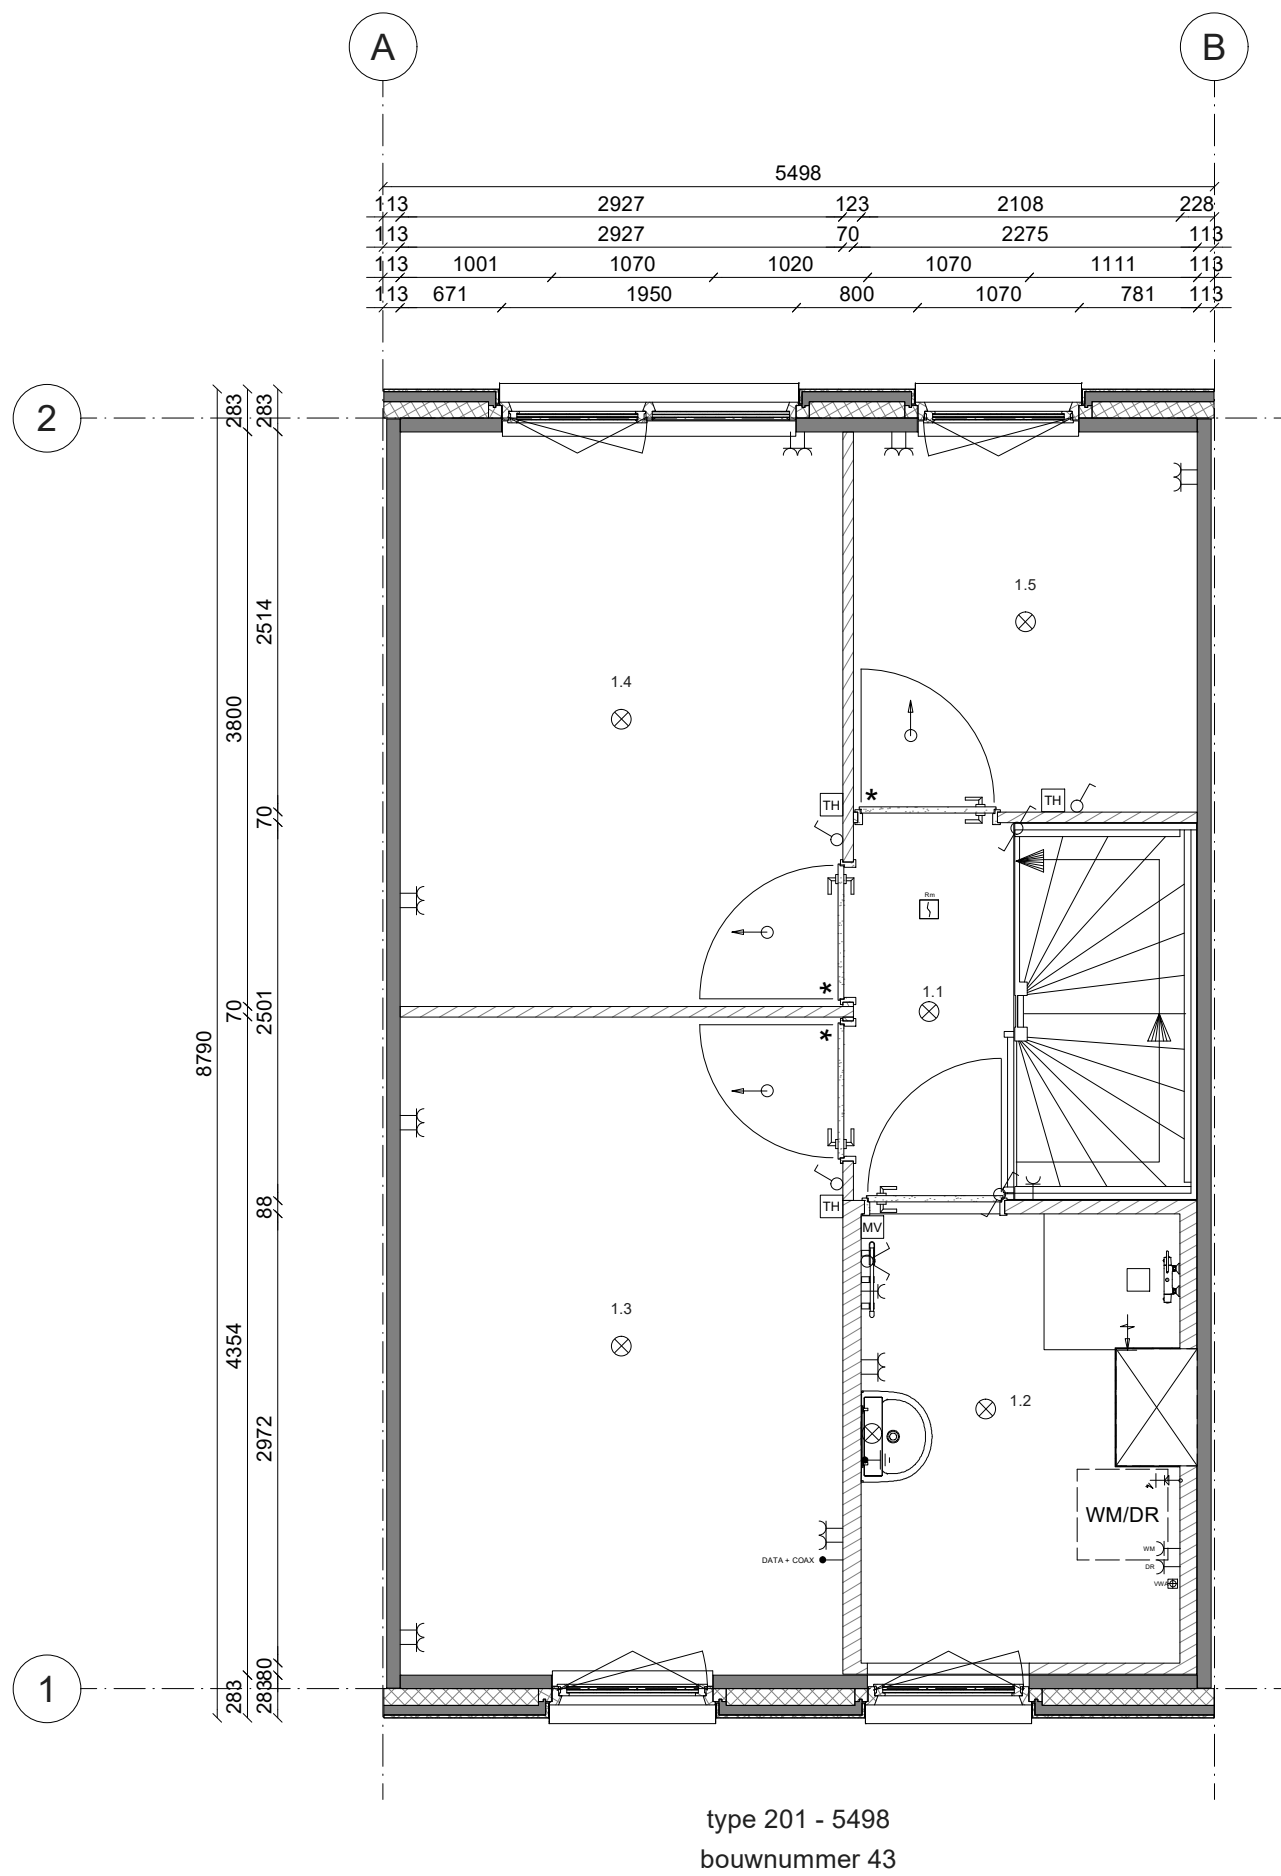 A B
5498
113 2927 123 2108 228
113 2927 70 2275 113
113 1001 1070 1020 1070 1111 113
113 671 1950 800 1070 781 113
2
283 283
2514
1.5
1.4
3800
70
TH
*
TH
Rm
1.1
*
70 2501
*
8790
88
TH
MV
1.3
4354
1.2
2972
WM/DR
DATA + COAX
WM
DR
VWA
80
283 283
1
type 201 - 5498
bouwnummer 43